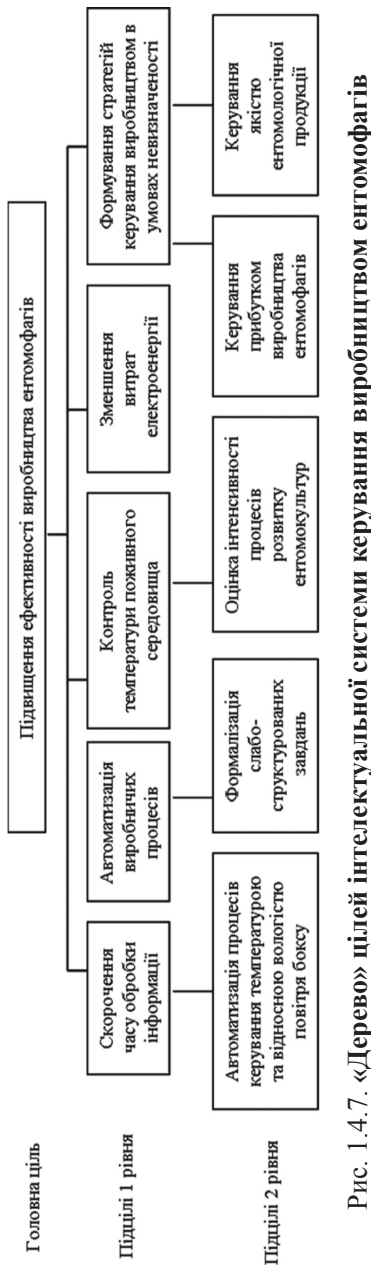 Головна ціль
Підвищення ефективності виробництва ентомофагів
Підцілі 1 рівня
Скорочення
часу обробки
інформації
Автоматизація
виробничих
процесів
Контроль
температури поживного
середовища
Зменшення
витрат
електроенергії
Формування стратегій
керування виробництвом в
умовах невизначеності
Підцілі 2 рівня
Автоматизація процесів
керування температурою
та відносною вологістю
повітря боксу
Формалізація
слабо-
структурованих
завдань
Оцінка інтенсивності
процесів
розвитку
ентомокультур
Керування
прибутком
виробництва
ентомофагів
Керування
якістю
ентомологічної
продукції
Рис. 1.4.7. «Дерево» цілей інтелектуальної системи керування виробництвом ентомофагів